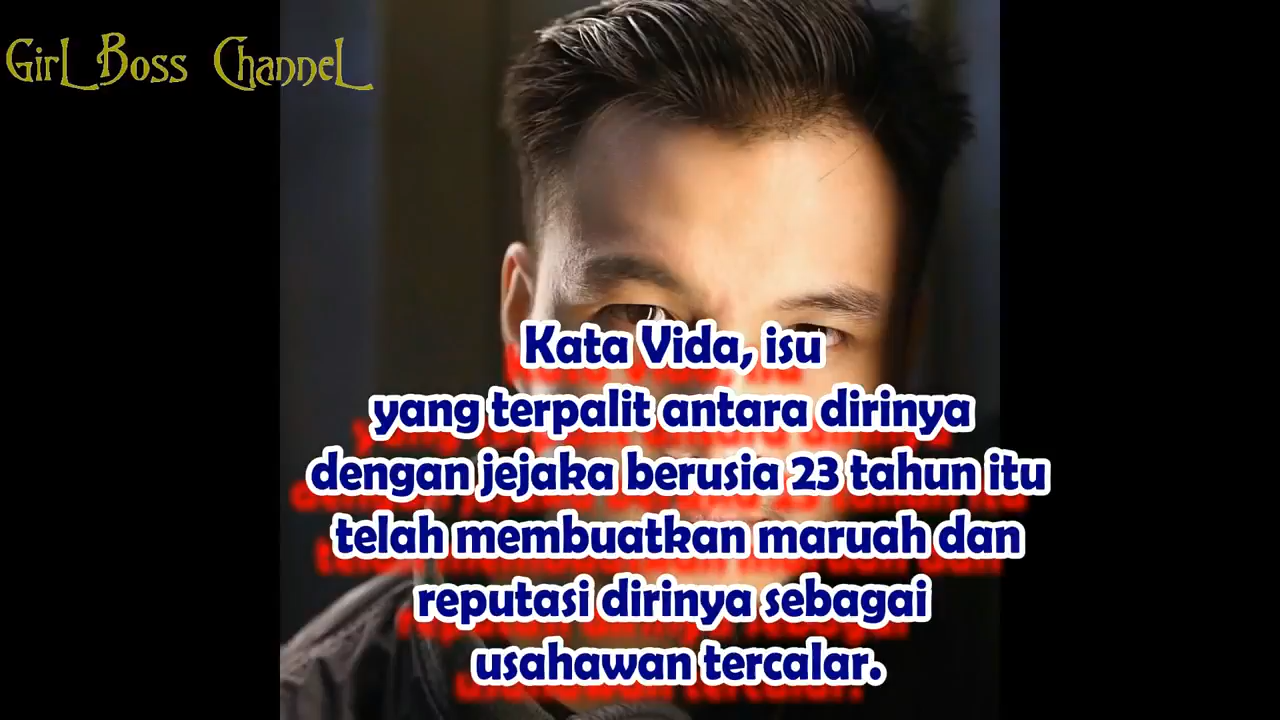 Girl Boss Channel
Kata Vida, isu
yang terpalit antara dirinya
dengan jejaka berusia 23 tahun itu
telah membuatkan maruah dan
reputasi dirinya sebagai
usahawan tercalar.